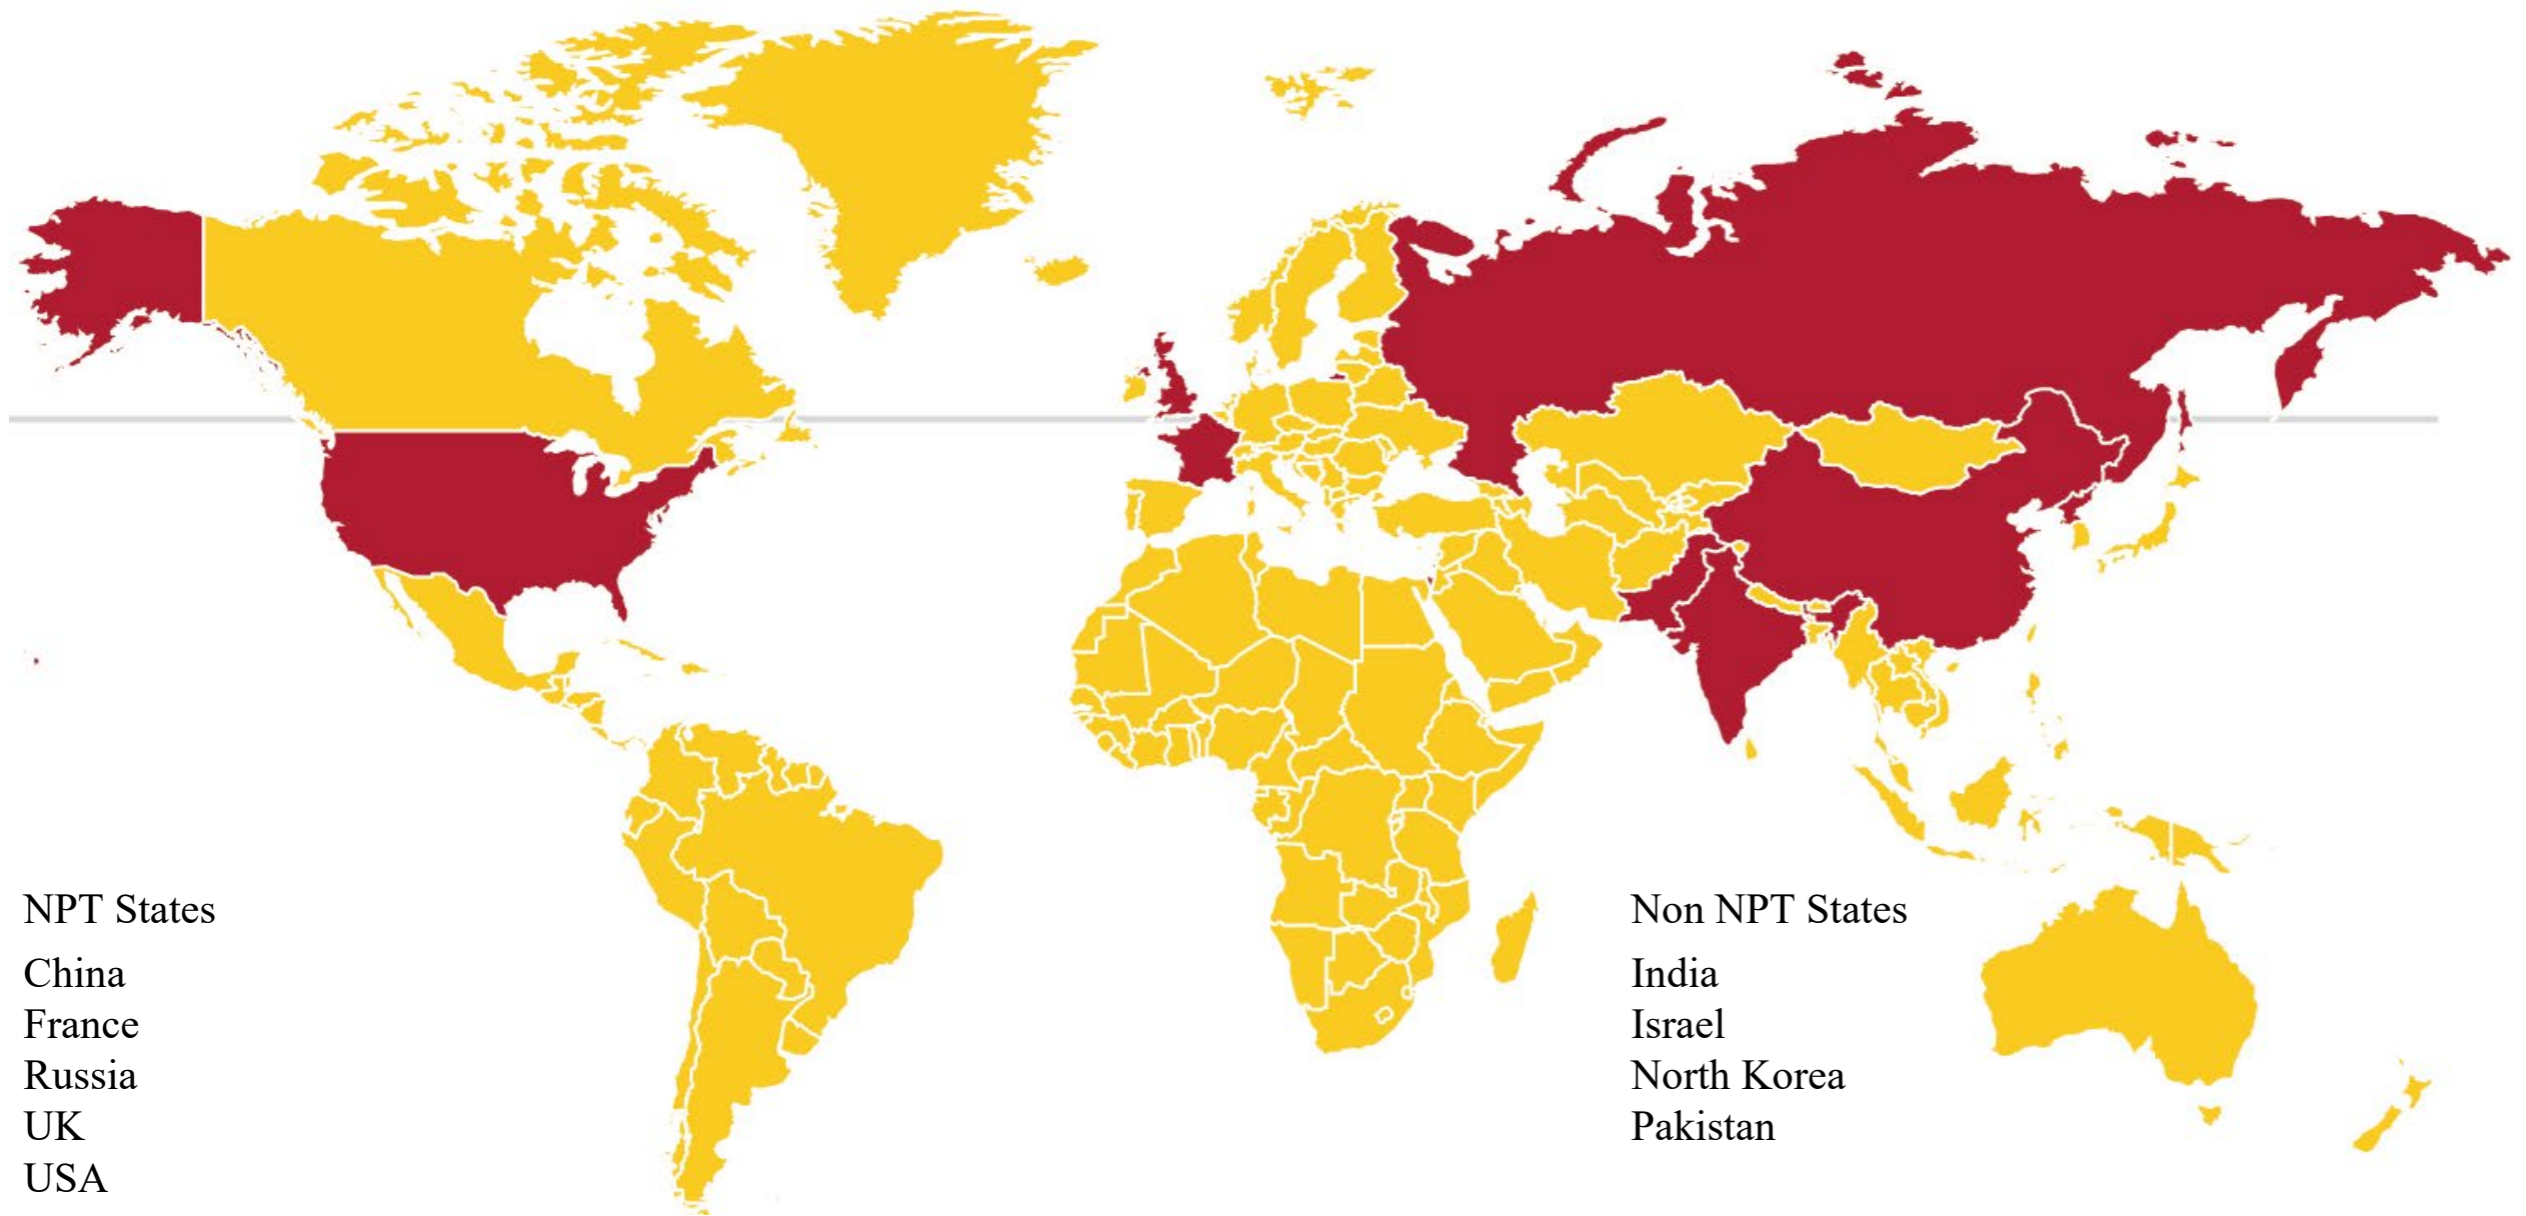 NPT States
China
France
Russia
UK
USA
Non NPT States
India
Israel
North Korea
Pakistan